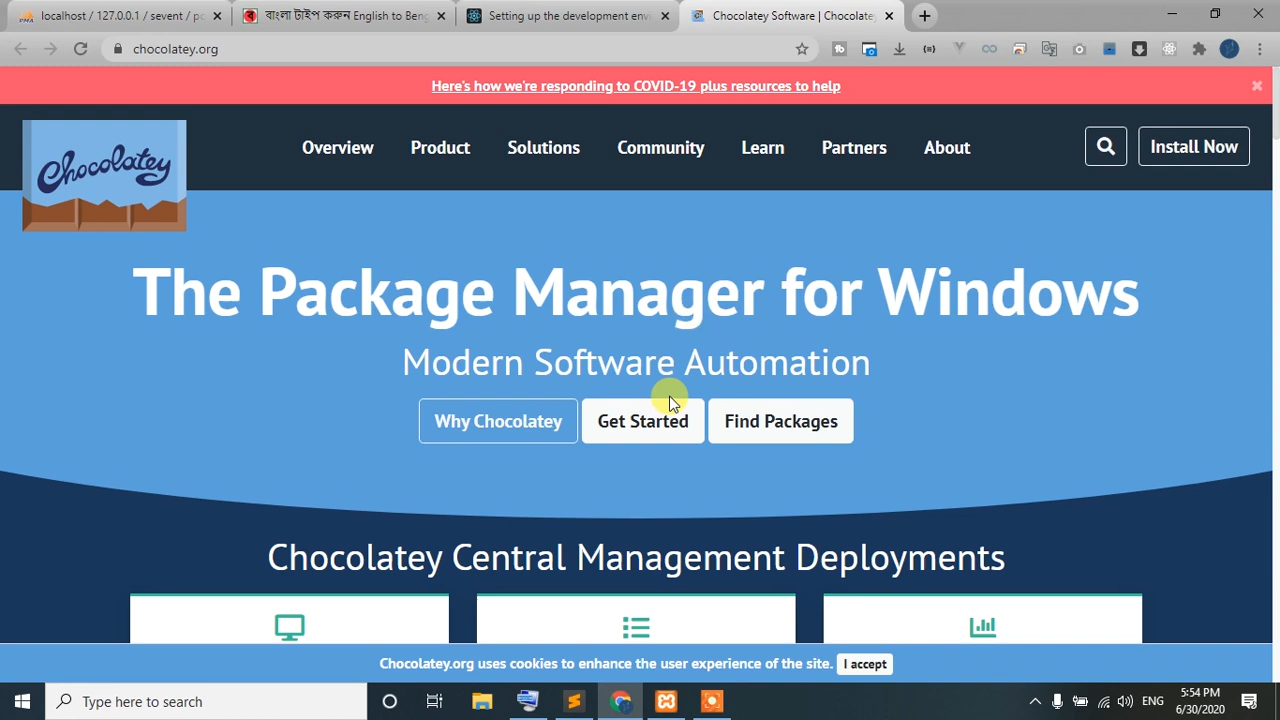 localhost / 127.0.0.1 / sevent / pc
বাংলা টাইপ করুন English to Beng
Setting up the development envi
Chocolatey Software | Chocolatey
chocolatey.org
Here's how we're responding to COVID-19 plus resources to help
Chocolatey
Overview
Product
Solutions
Community
Learn
Partners
About
Install Now
The Package Manager for Windows
Modern Software Automation
Why Chocolatey
Get Started
Find Packages
Chocolatey Central Management Deployments
Chocolatey.org uses cookies to enhance the user experience of the site.
I accept
Type here to search
ENG
5:54 PM
6/30/2020